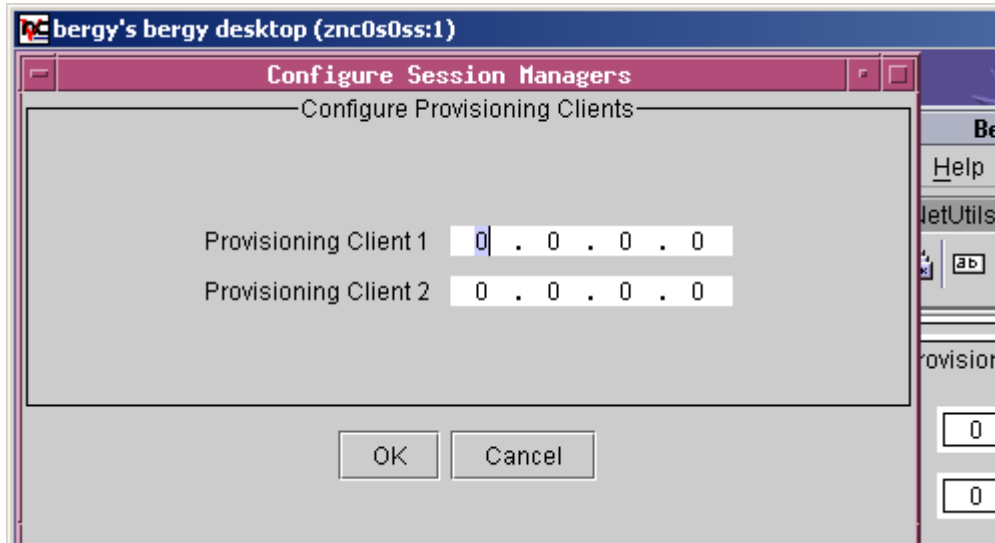 bergy's bergy desktop (znc0s0ss:1)
Configure Session Managers
Configure Provisioning Clients
Help
Provisioning Client 1 0 . 0 . 0 . 0
Provisioning Client 2 0 . 0 . 0 . 0
ab
0
0
OK Cancel